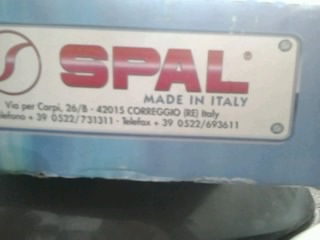 SPAL®
MADE IN ITALY
Via per Carpi, 26/B - 42015 CORREGGIO (RE) Italy
elefono + 39 0522/731311 - Telefax + 39 0522/693611